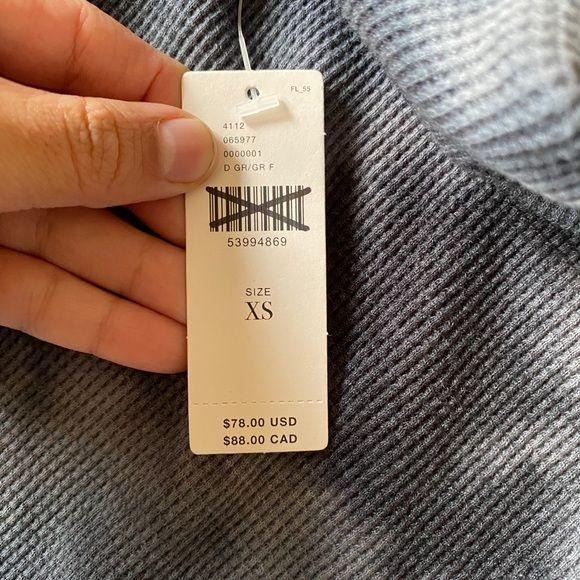 FL_55
4112
065977
0000001
D GR/GR F
53994869
SIZE
XS
$78.00 USD
$88.00 CAD